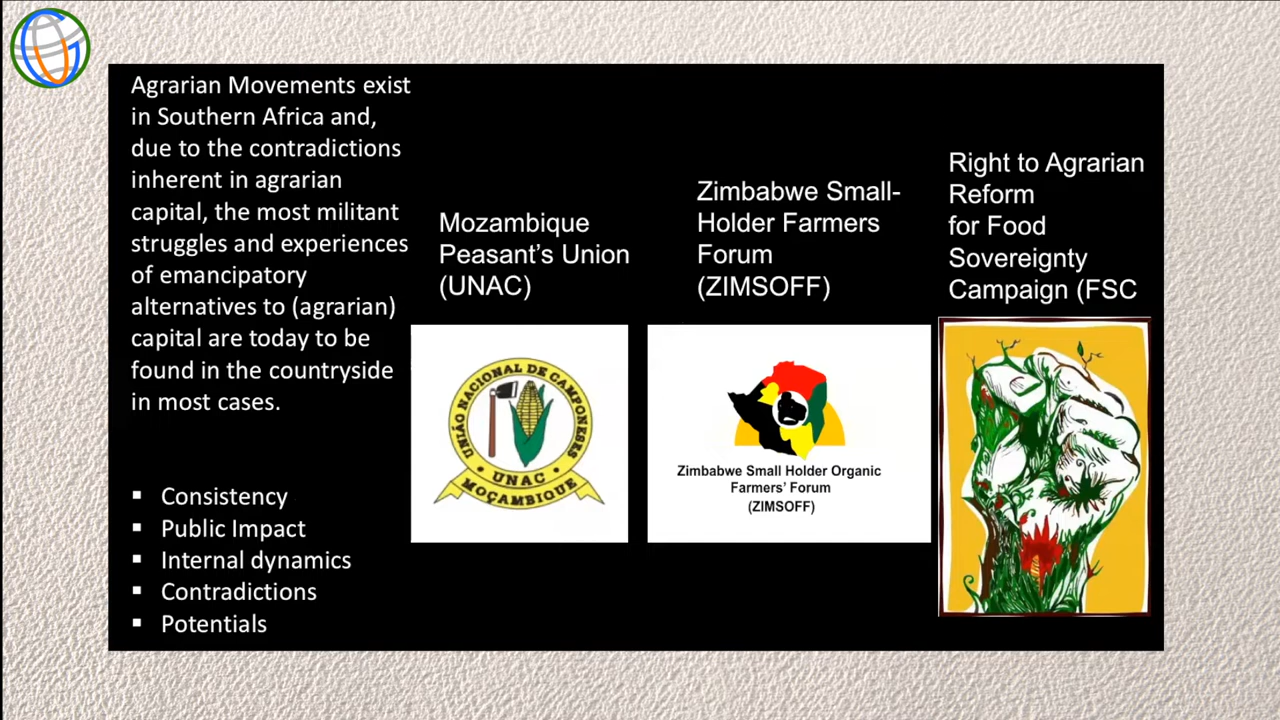 Agrarian Movements exist
in Southern Africa and,
due to the contradictions
inherent in agrarian
capital, the most militant
struggles and experiences
of emancipatory
alternatives to (agrarian)
capital are today to be
found in the countryside
in most cases.
▪ Consistency
▪ Public Impact
▪ Internal dynamics
▪ Contradictions
▪ Potentials
Mozambique
Peasant’s Union
(UNAC)
UNIÃO NACIONAL DE CAMPONESES
• UNAC •
MOÇAMBIQUE
Zimbabwe Small-
Holder Farmers
Forum
(ZIMSOFF)
Zimbabwe Small Holder Organic
Farmers’ Forum
(ZIMSOFF)
Right to Agrarian
Reform
for Food
Sovereignty
Campaign (FSC